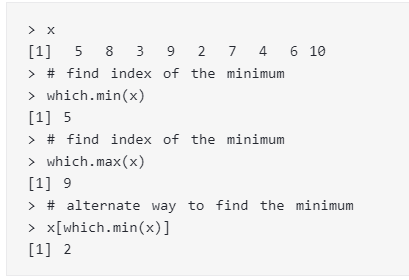 > x
[1]  5  8  3  9  2  7  4  6 10
> # find index of the minimum
> which.min(x)
[1] 5
> # find index of the minimum
> which.max(x)
[1] 9
> # alternate way to find the minimum
> x[which.min(x)]
[1] 2